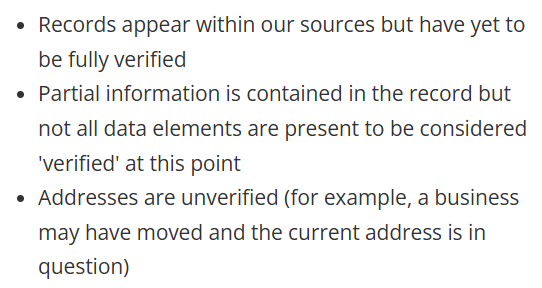 • Records appear within our sources but have yet to
be fully verified
• Partial information is contained in the record but
not all data elements are present to be considered
'verified' at this point
• Addresses are unverified (for example, a business
may have moved and the current address is in
question)